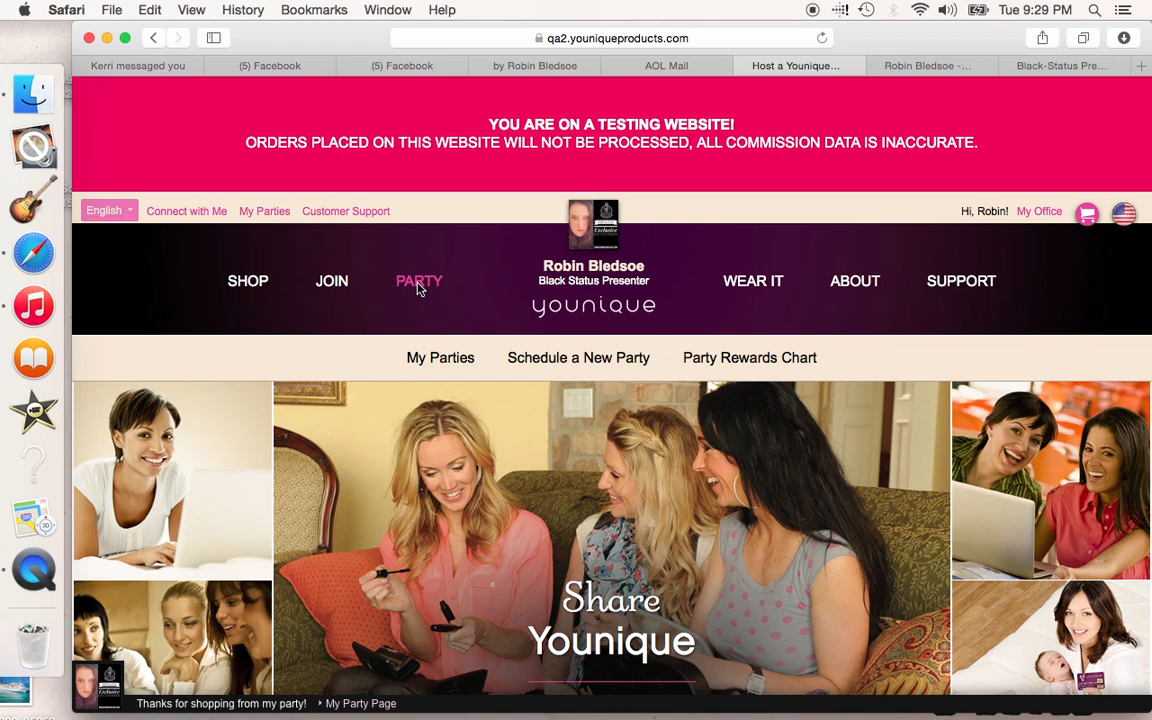 Safari File Edit View History Bookmarks Window Help Tue 9:29 PM
qa2.youniqueproducts.com
Kerri messaged you (5) Facebook (5) Facebook by Robin Bledsoe AOL Mail Host a Younique... Robin Bledsoe -... Black-Status Pre...
YOU ARE ON A TESTING WEBSITE!
ORDERS PLACED ON THIS WEBSITE WILL NOT BE PROCESSED, ALL COMMISSION DATA IS INACCURATE.
English Connect with Me My Parties Customer Support Hi, Robin! My Office
SHOP JOIN PARTY WEAR IT ABOUT SUPPORT
Robin Bledsoe
Black Status Presenter
younique
My Parties Schedule a New Party Party Rewards Chart
Share
Younique
Thanks for shopping from my party! My Party Page